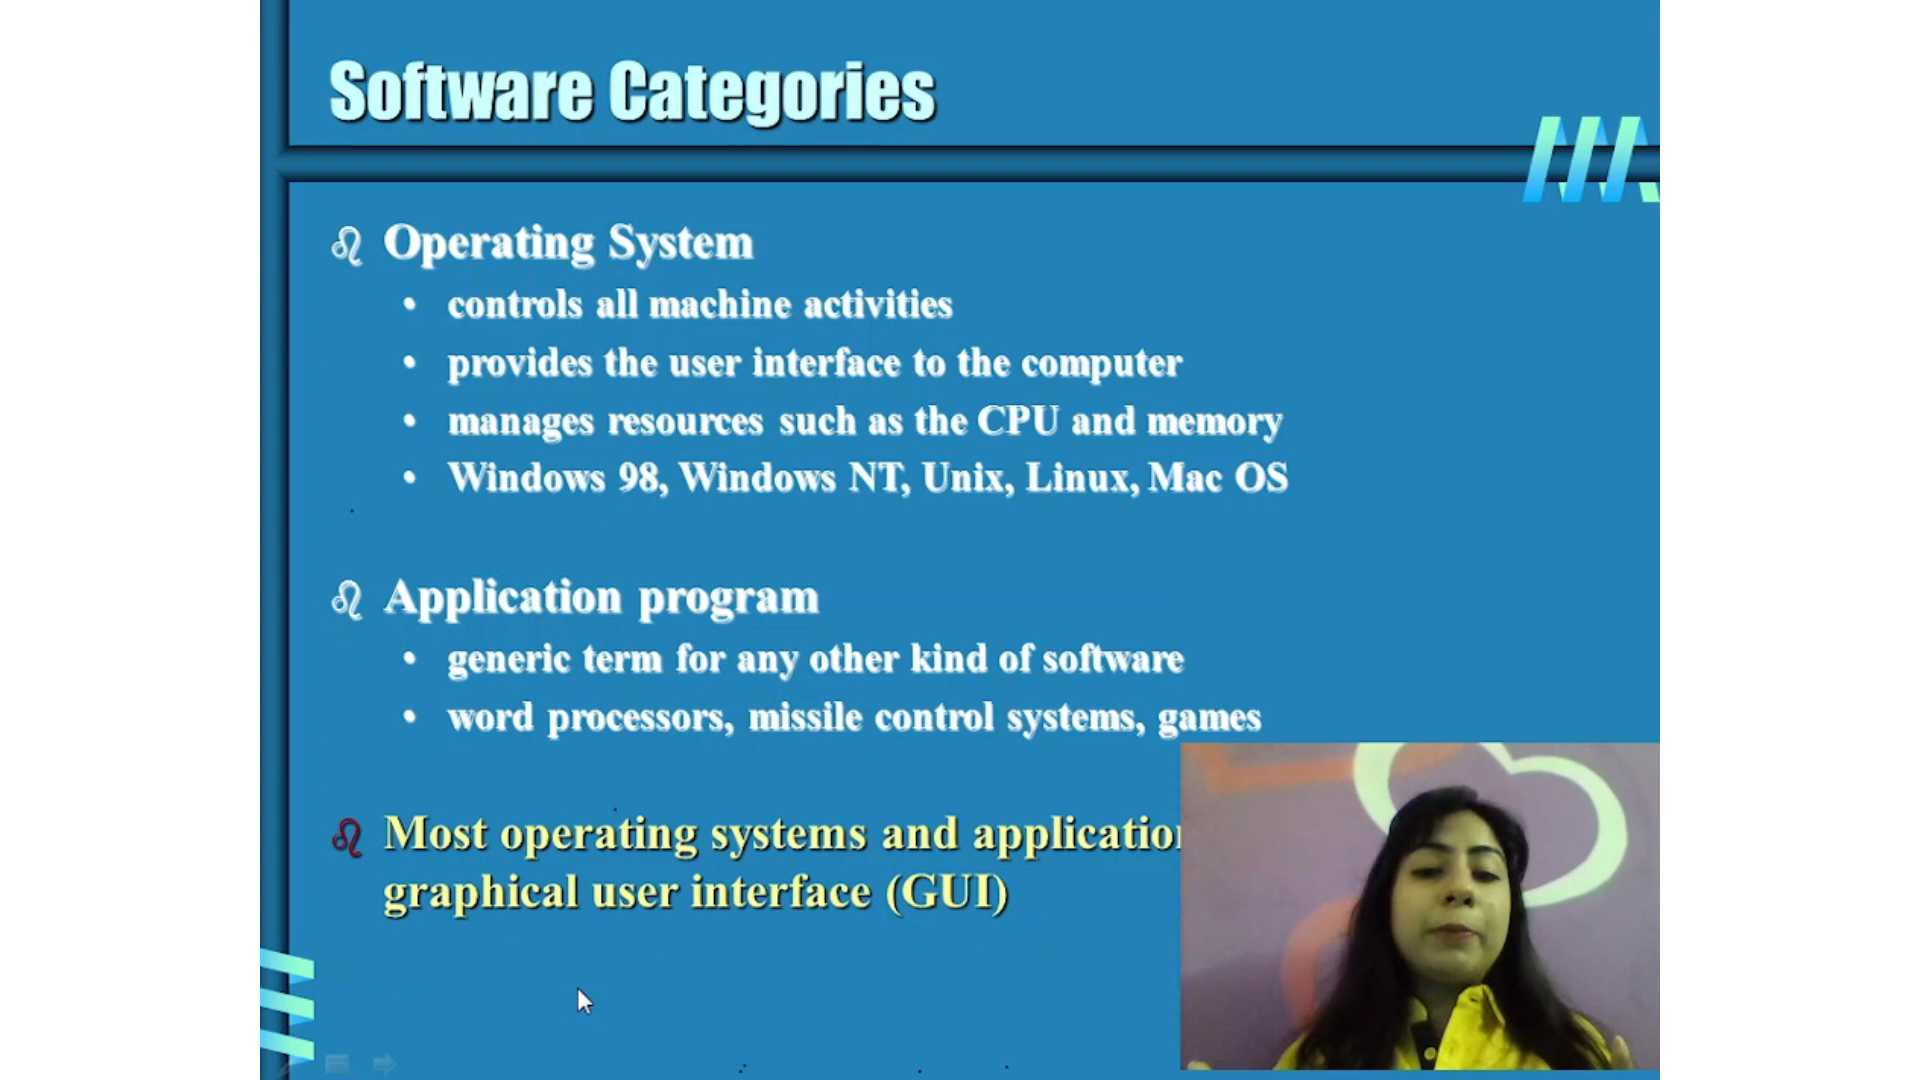 Software Categories
Operating System
• controls all machine activities
• provides the user interface to the computer
• manages resources such as the CPU and memory
• Windows 98, Windows NT, Unix, Linux, Mac OS
Application program
• generic term for any other kind of software
• word processors, missile control systems, games
Most operating systems and
graphical user interface (GUI)